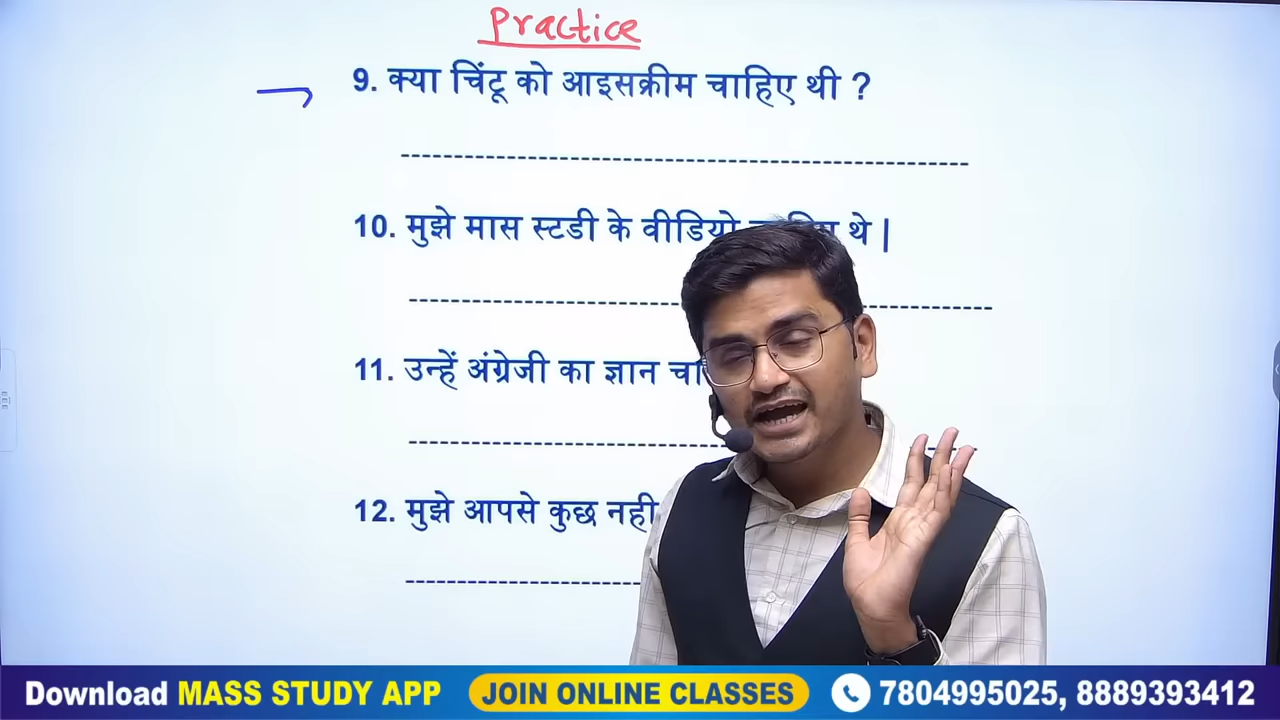 Practice
9. क्या चिंटू को आइसक्रीम चाहिए थी ?
10. मुझे मास स्टडी के वीडियो थे |
11. उन्हें अंग्रेजी का ज्ञान
12. मुझे आपसे कुछ नही
Download MASS STUDY APP JOIN ONLINE CLASSES 7804995025, 8889393412